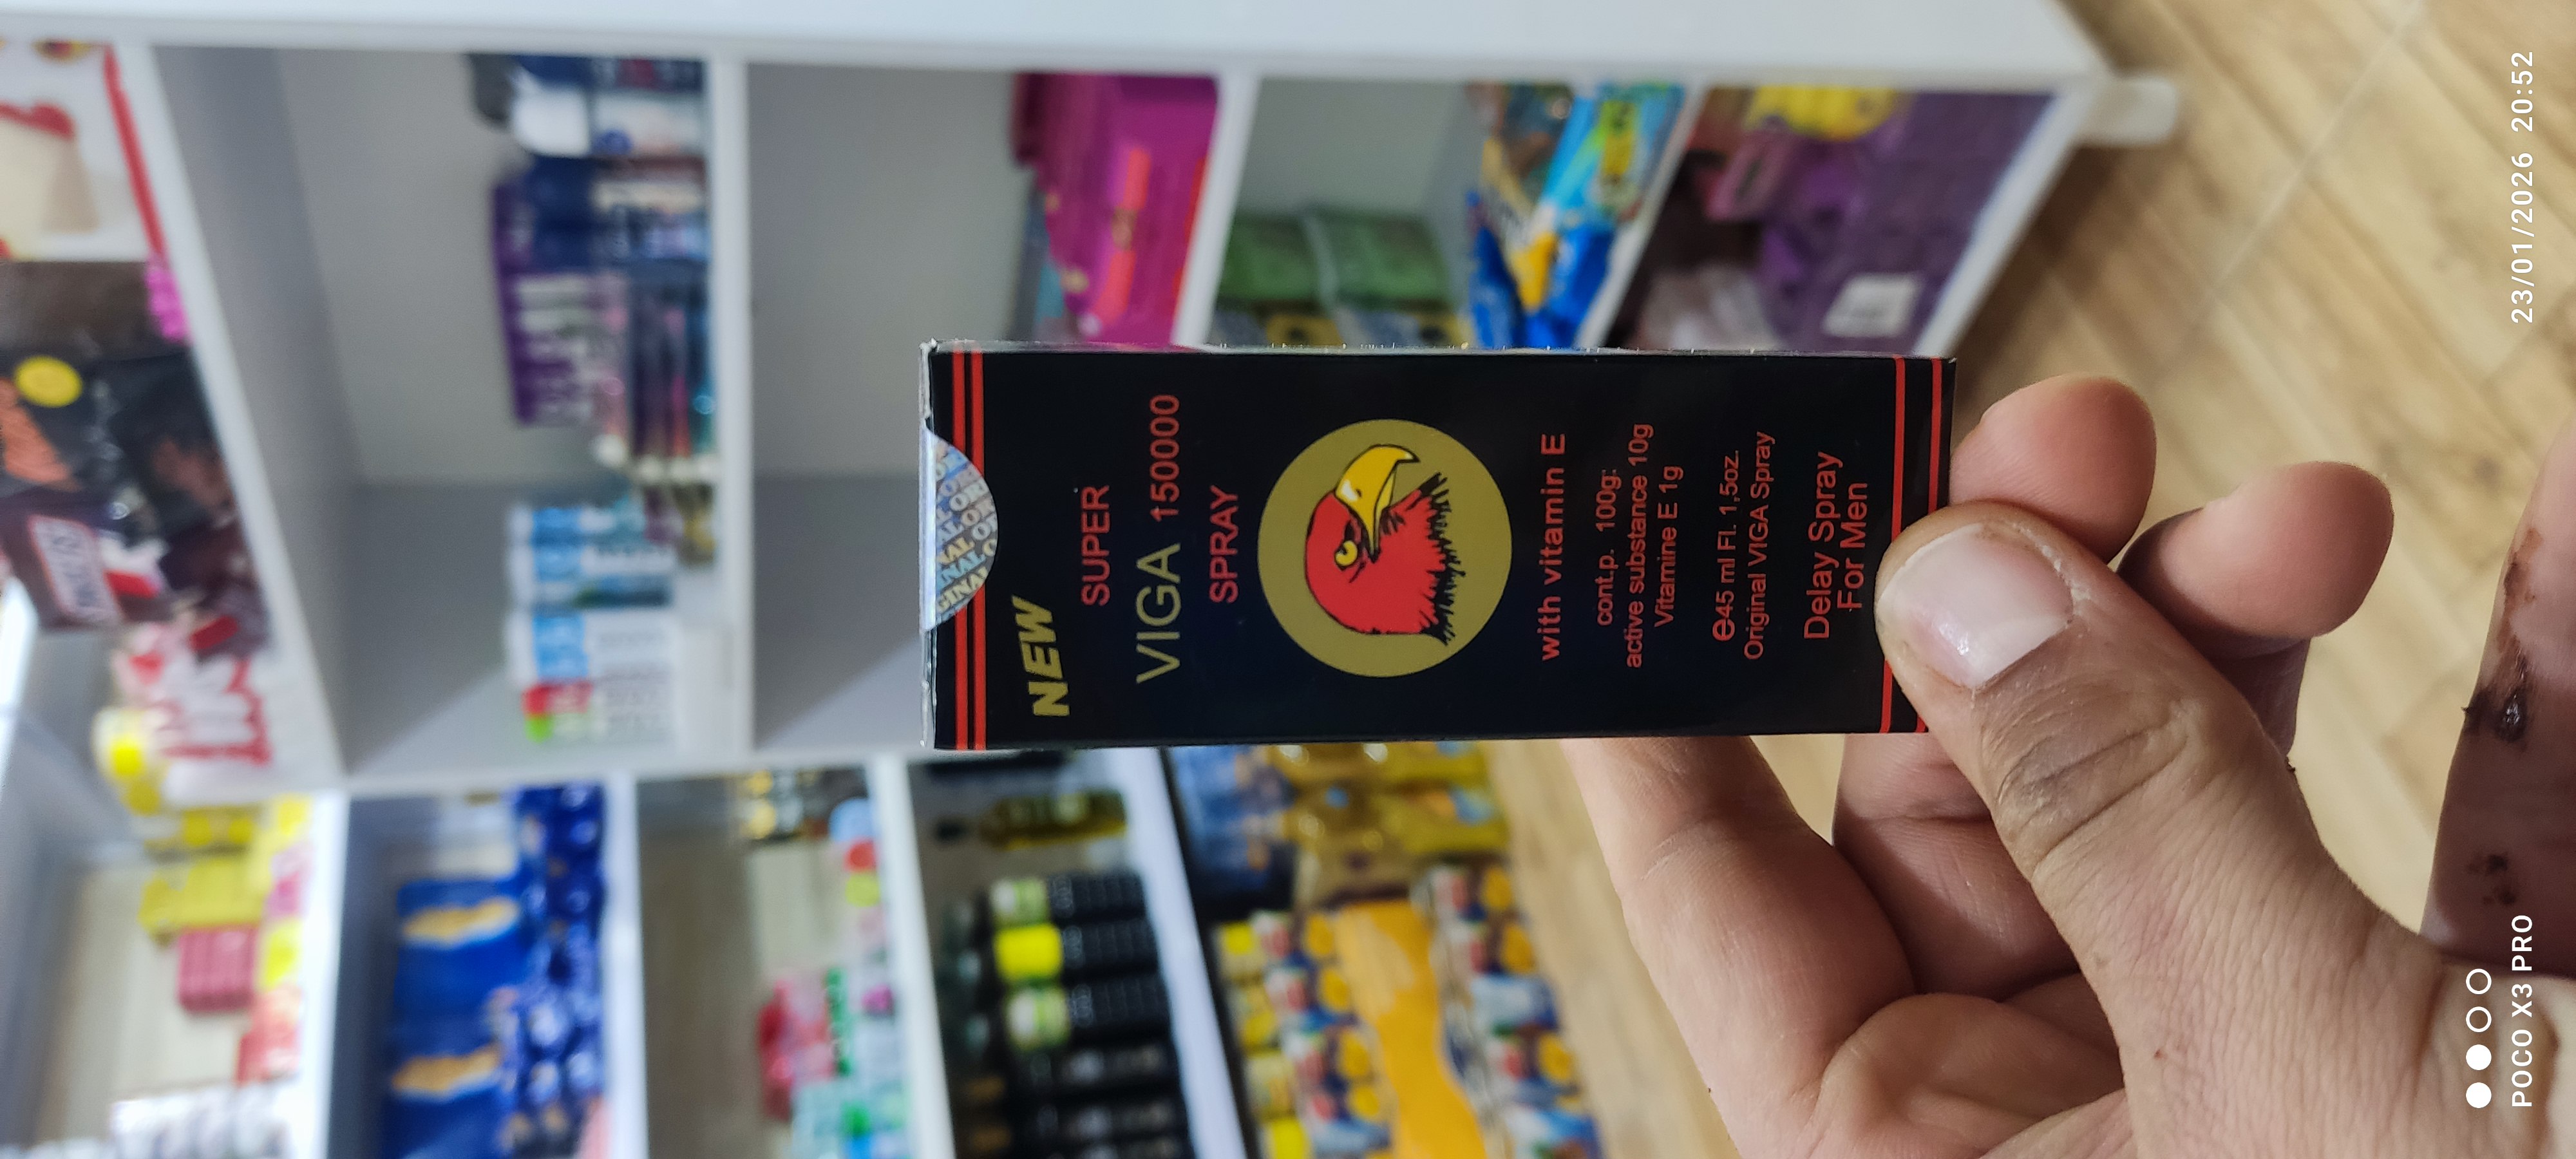 NEW
SUPER
VIGA 150000
SPRAY
with vitamin E
cont.p. 100g:
active substance 10g
Vitamine E 1g
e45 ml Fl. 1,5oz.
Original VIGA Spray
Delay Spray
For Men
POCO X3 PRO
23/01/2026 20:52